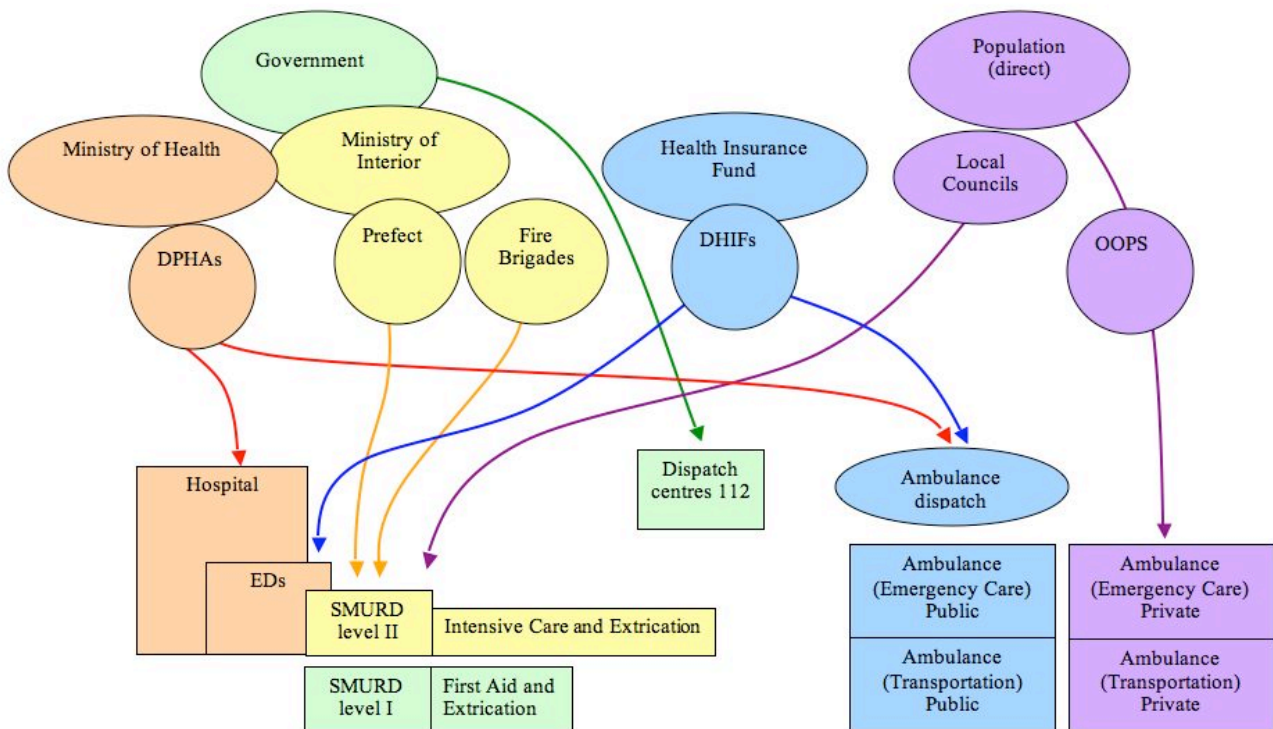 Government
Population
(direct)
Ministry of Health
Ministry of
Interior
Health Insurance
Fund
Local
Councils
DPHAs
Prefect
Fire
Brigades
DHIFs
OOPS
Hospital
Dispatch
centres 112
Ambulance
dispatch
EDs
SMURD
level II
Intensive Care and Extrication
SMURD
level I
First Aid and
Extrication
Ambulance
(Emergency Care)
Public
Ambulance
(Emergency Care)
Private
Ambulance
(Transportation)
Public
Ambulance
(Transportation)
Private